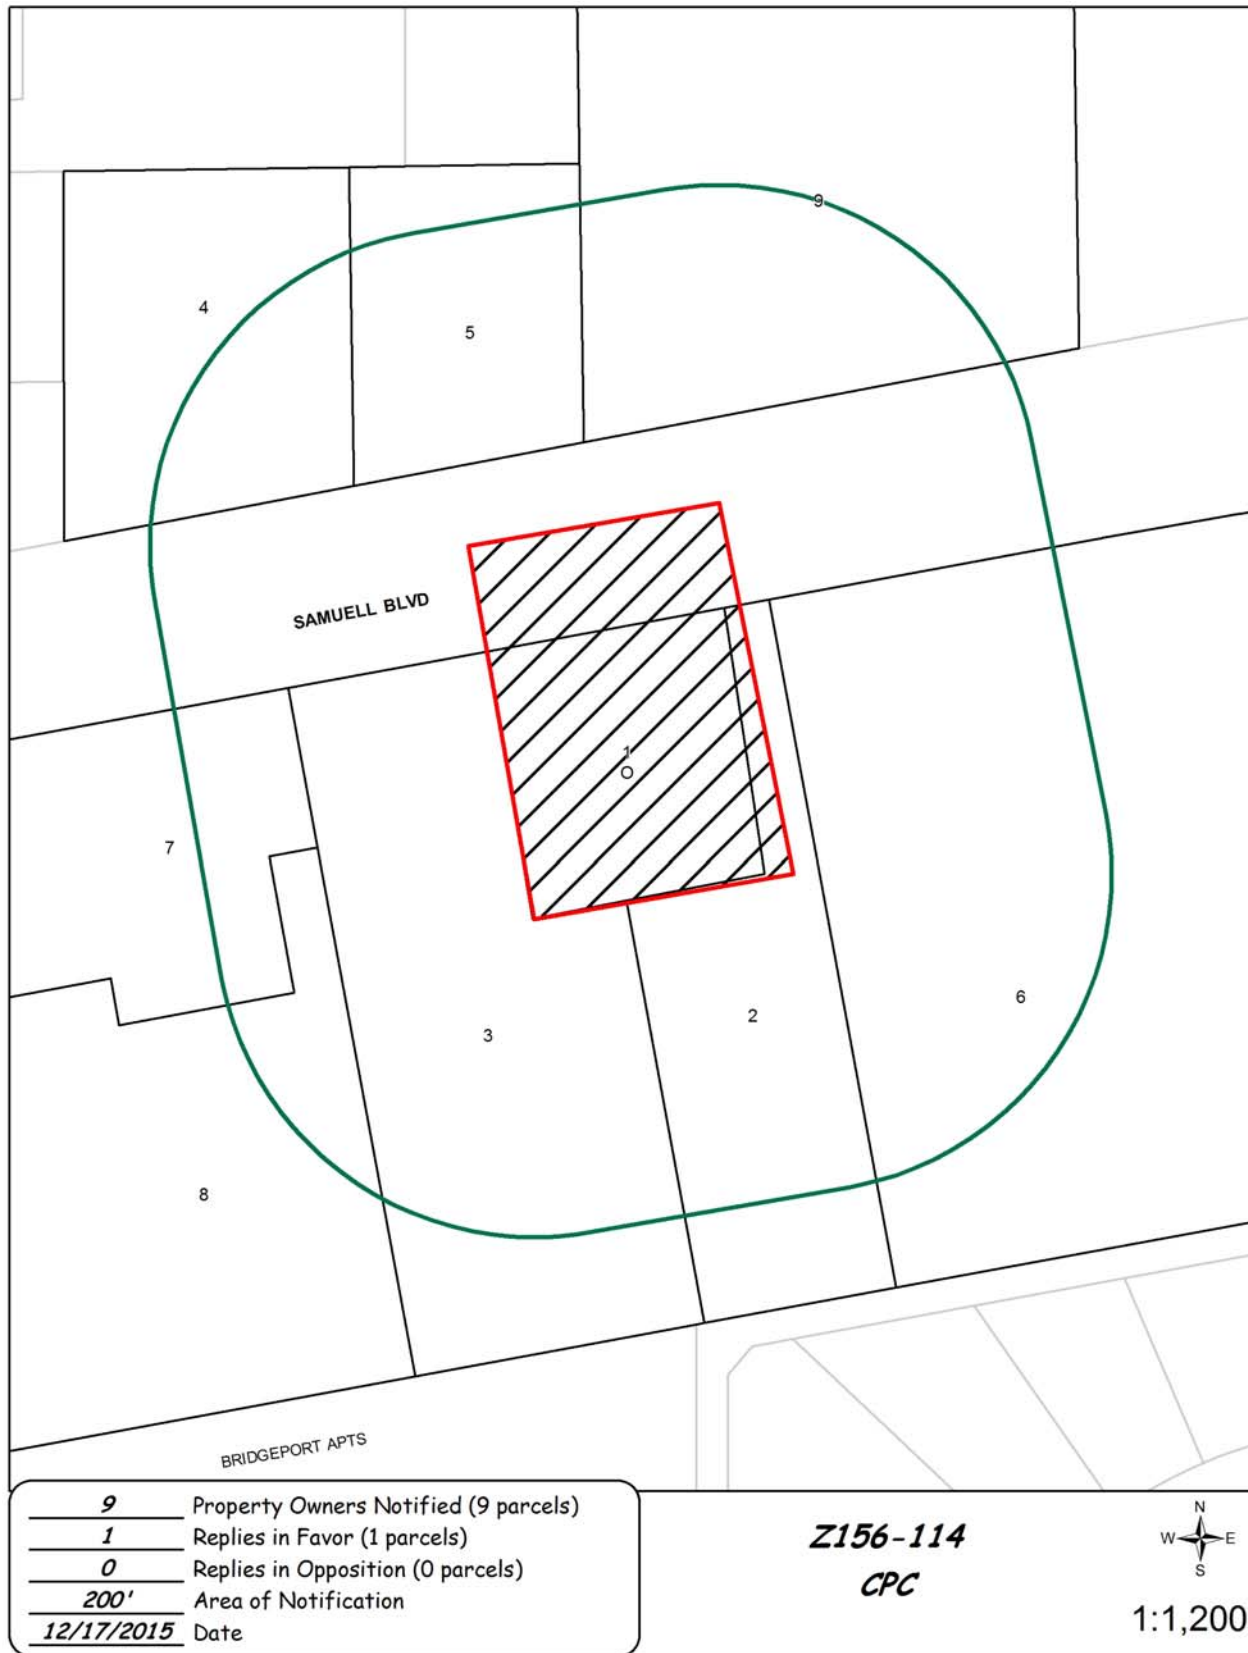 9
4
5
SAMUELL BLVD
1
O
7
6
2
3
8
BRIDGEPORT APTS
9 Property Owners Notified (9 parcels)
1 Replies in Favor (1 parcels)
0 Replies in Opposition (0 parcels)
200' Area of Notification
12/17/2015 Date
Z156-114
CPC
N
W E
S
1:1,200